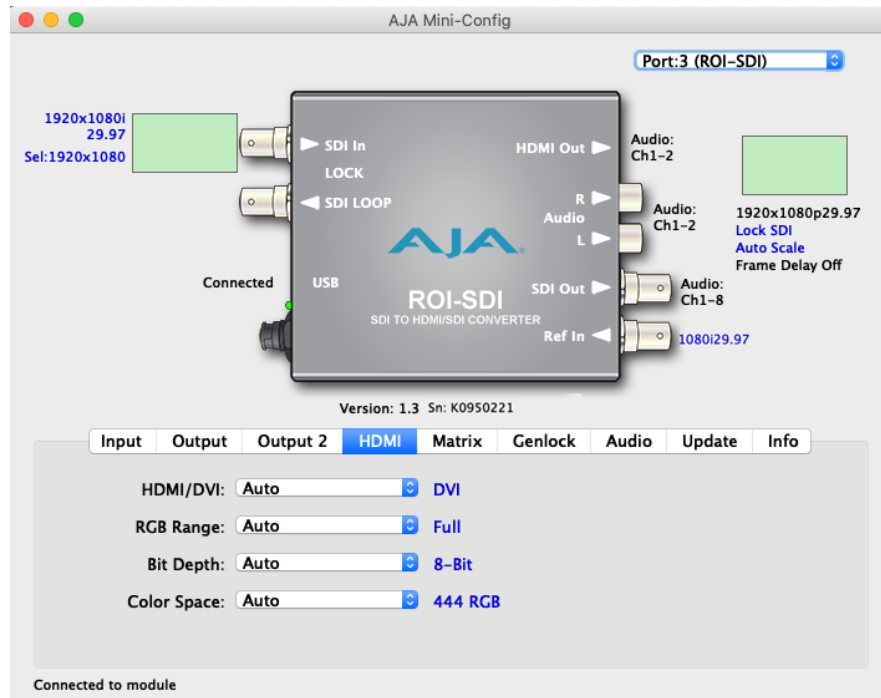 AJA Mini-Config
Port:3 (ROI-SDI)
1920x1080i
29.97
Sel:1920x1080
SDI In
LOCK
SDI LOOP
HDMI Out
Audio:
Ch1-2
R
Audio
L
Audio:
Ch1-2
1920x1080p29.97
Lock SDI
Auto Scale
Frame Delay Off
AJA
Connected
USB
ROI-SDI
SDI TO HDMI/SDI CONVERTER
SDI Out
Audio:
Ch1-8
Ref In
1080i29.97
Version: 1.3 Sn: K0950221
Input Output Output 2 HDMI Matrix Genlock Audio Update Info
HDMI/DVI: Auto DVI
RGB Range: Auto Full
Bit Depth: Auto 8-Bit
Color Space: Auto 444 RGB
Connected to module